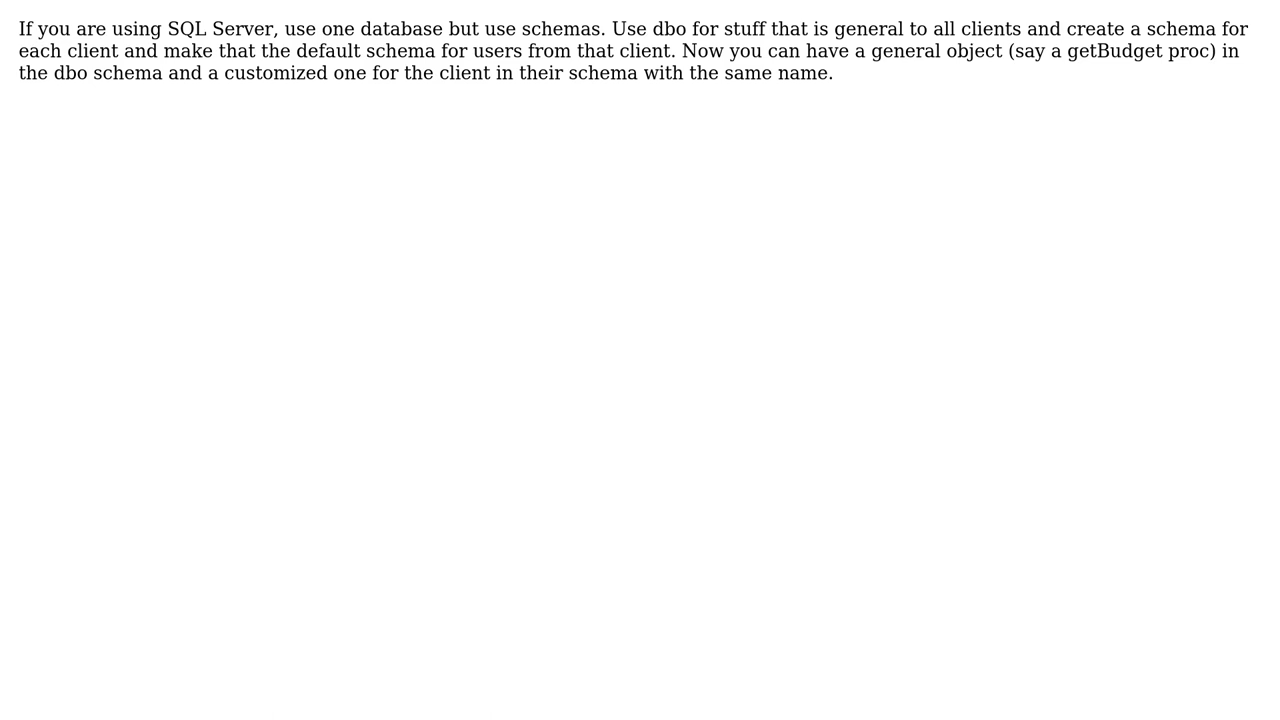 If you are using SQL Server, use one database but use schemas. Use dbo for stuff that is general to all clients and create a schema for
each client and make that the default schema for users from that client. Now you can have a general object (say a getBudget proc) in
the dbo schema and a customized one for the client in their schema with the same name.